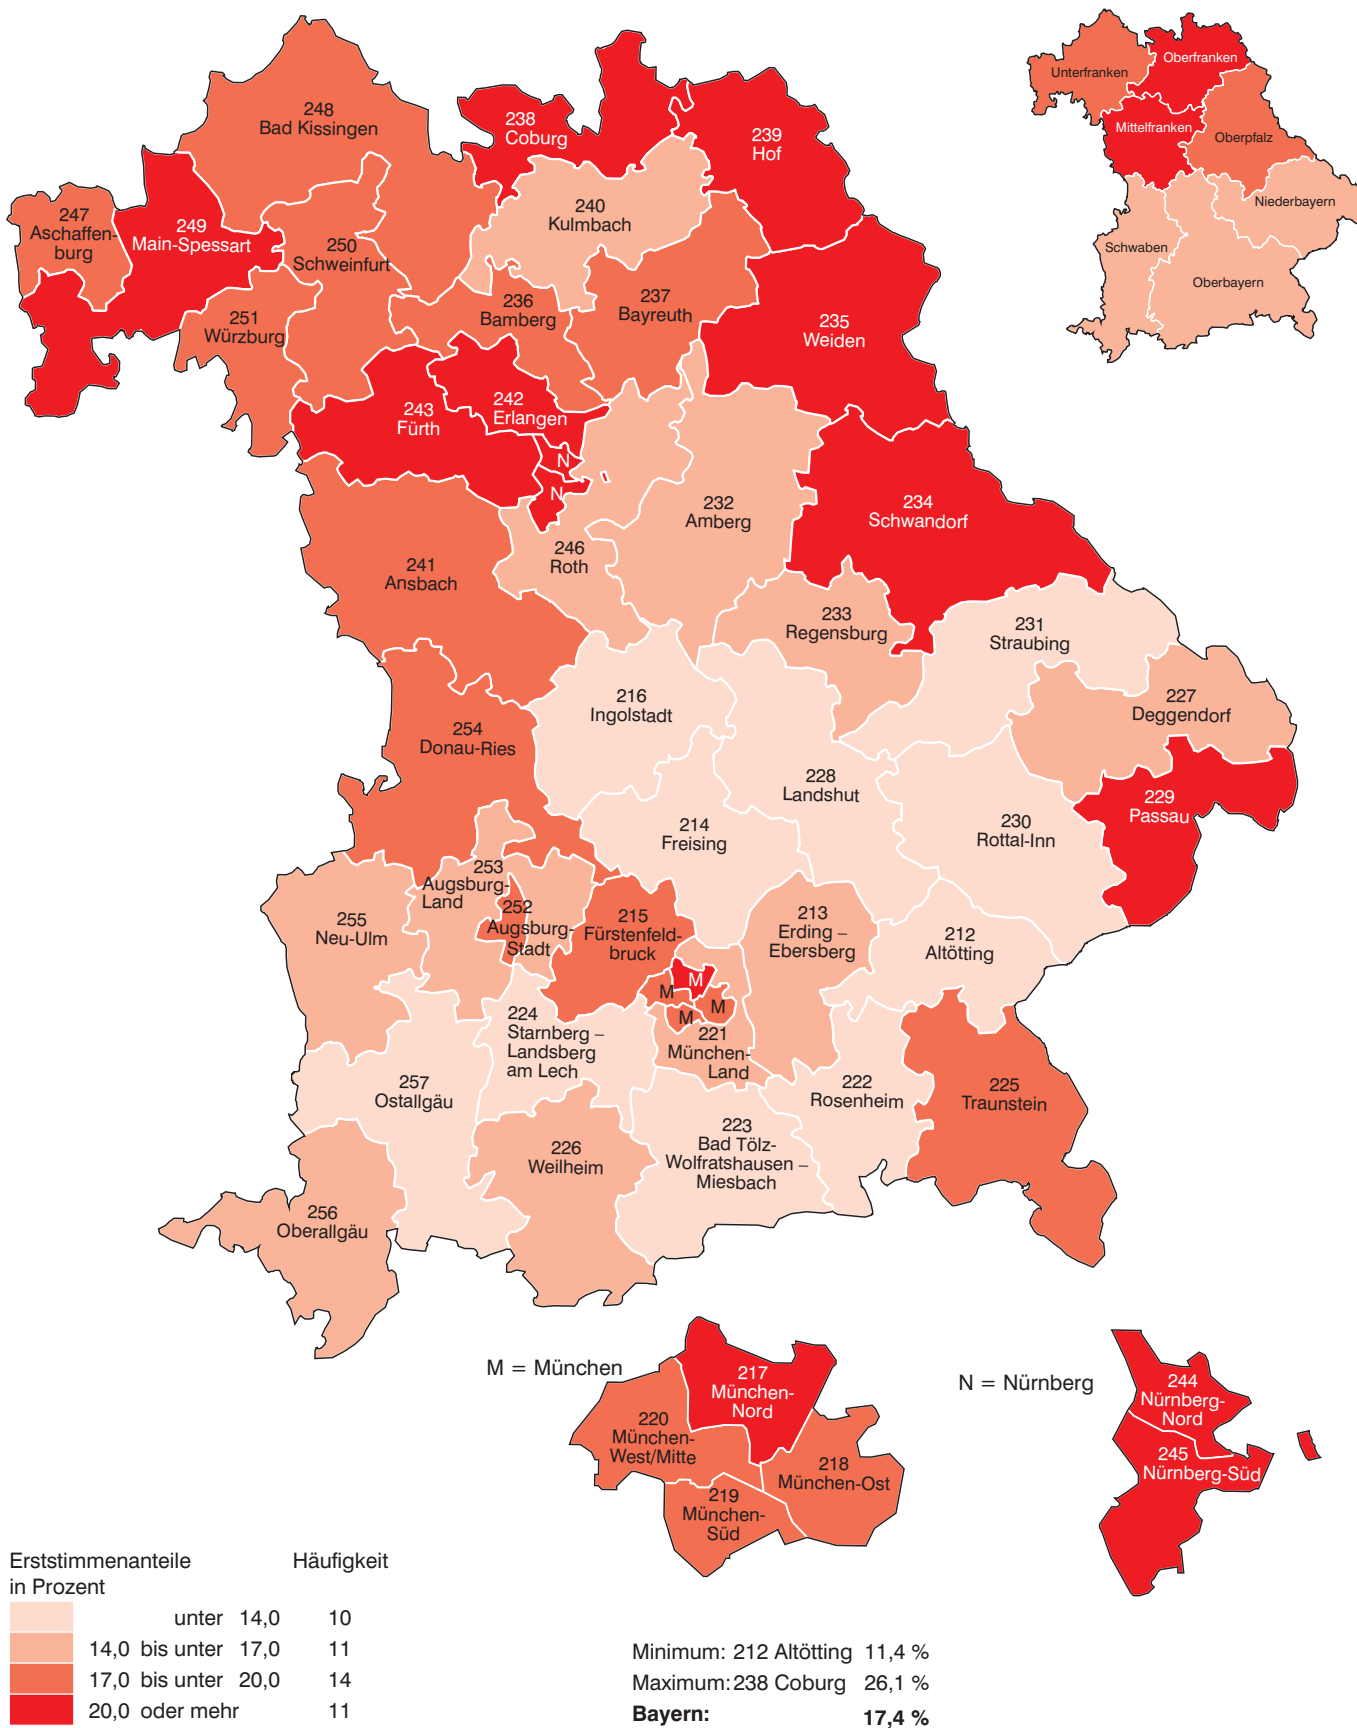 Unterfranken
Oberfranken
Mittelfranken
Oberpfalz
Niederbayern
Schwaben
Oberbayern
248
Bad Kissingen
238
Coburg
239
Hof
247
Aschaffen-
burg
249
Main-Spessart
240
Kulmbach
250
Schweinfurt
251
Würzburg
236
Bamberg
237
Bayreuth
235
Weiden
243
Fürth
242
Erlangen
N
N
232
Amberg
234
Schwandorf
246
Roth
241
Ansbach
233
Regensburg
231
Straubing
216
Ingolstadt
227
Deggendorf
254
Donau-Ries
228
Landshut
229
Passau
214
Freising
230
Rottal-Inn
253
Augsburg-
Land
252
Augsburg-
Stadt
255
Neu-Ulm
215
Fürstenfeld-
bruck
213
Erding –
Ebersberg
212
Altötting
M
M
M
M
224
Starnberg –
Landsberg
am Lech
221
München-
Land
257
Ostallgäu
222
Rosenheim
225
Traunstein
226
Weilheim
223
Bad Tölz-
Wolfratshausen –
Miesbach
256
Oberallgäu
M = München
217
München-
Nord
220
München-
West/Mitte
218
München-Ost
219
München-
Süd
N = Nürnberg
244
Nürnberg-
Nord
245
Nürnberg-Süd
Erststimmenanteile Häufigkeit
in Prozent
unter 14,0 10
14,0 bis unter 17,0 11
17,0 bis unter 20,0 14
20,0 oder mehr 11
Minimum: 212 Altötting 11,4 %
Maximum: 238 Coburg 26,1 %
Bayern: 17,4 %